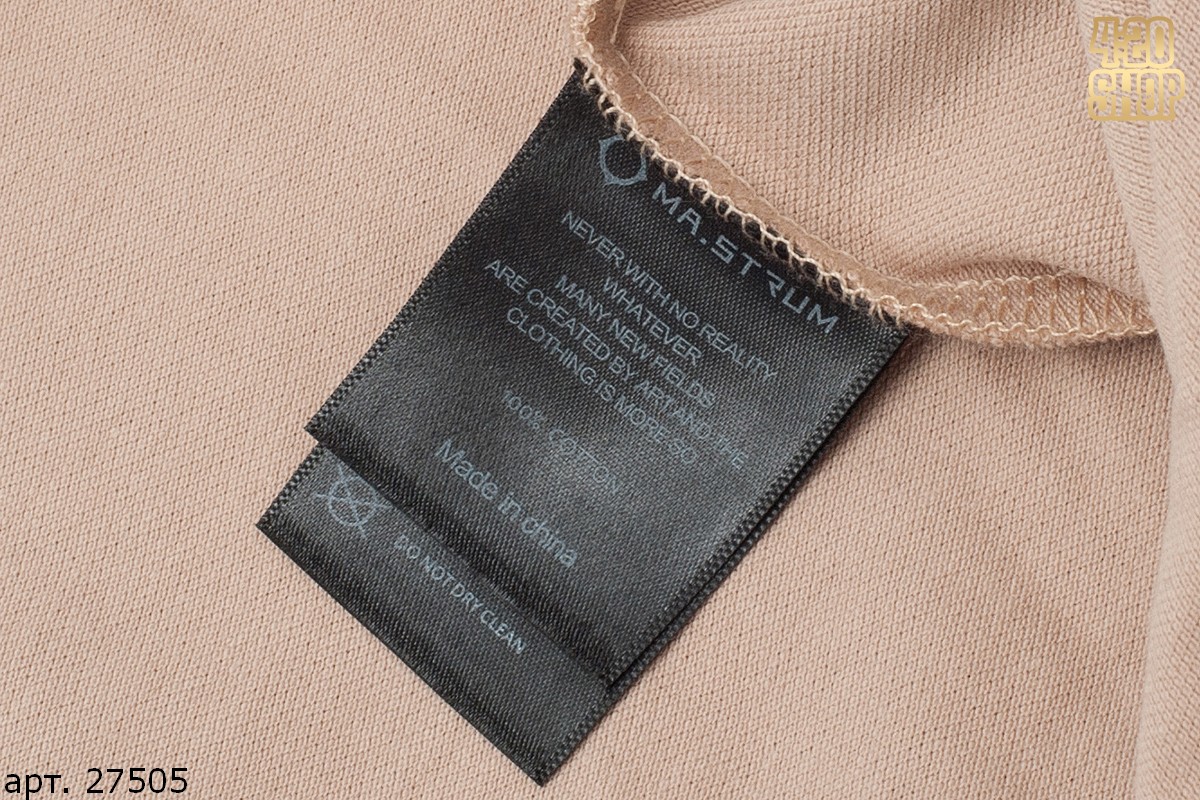 420
SHOP
MA.STRUM
NEVER WITH NO REALITY
WHATEVER
MANY NEW FIELDS
ARE CREATED BY ART AND THE
CLOTHING IS MORE SO
100% COTTON
Made in china
DO NOT DRY CLEAN
арт. 27505